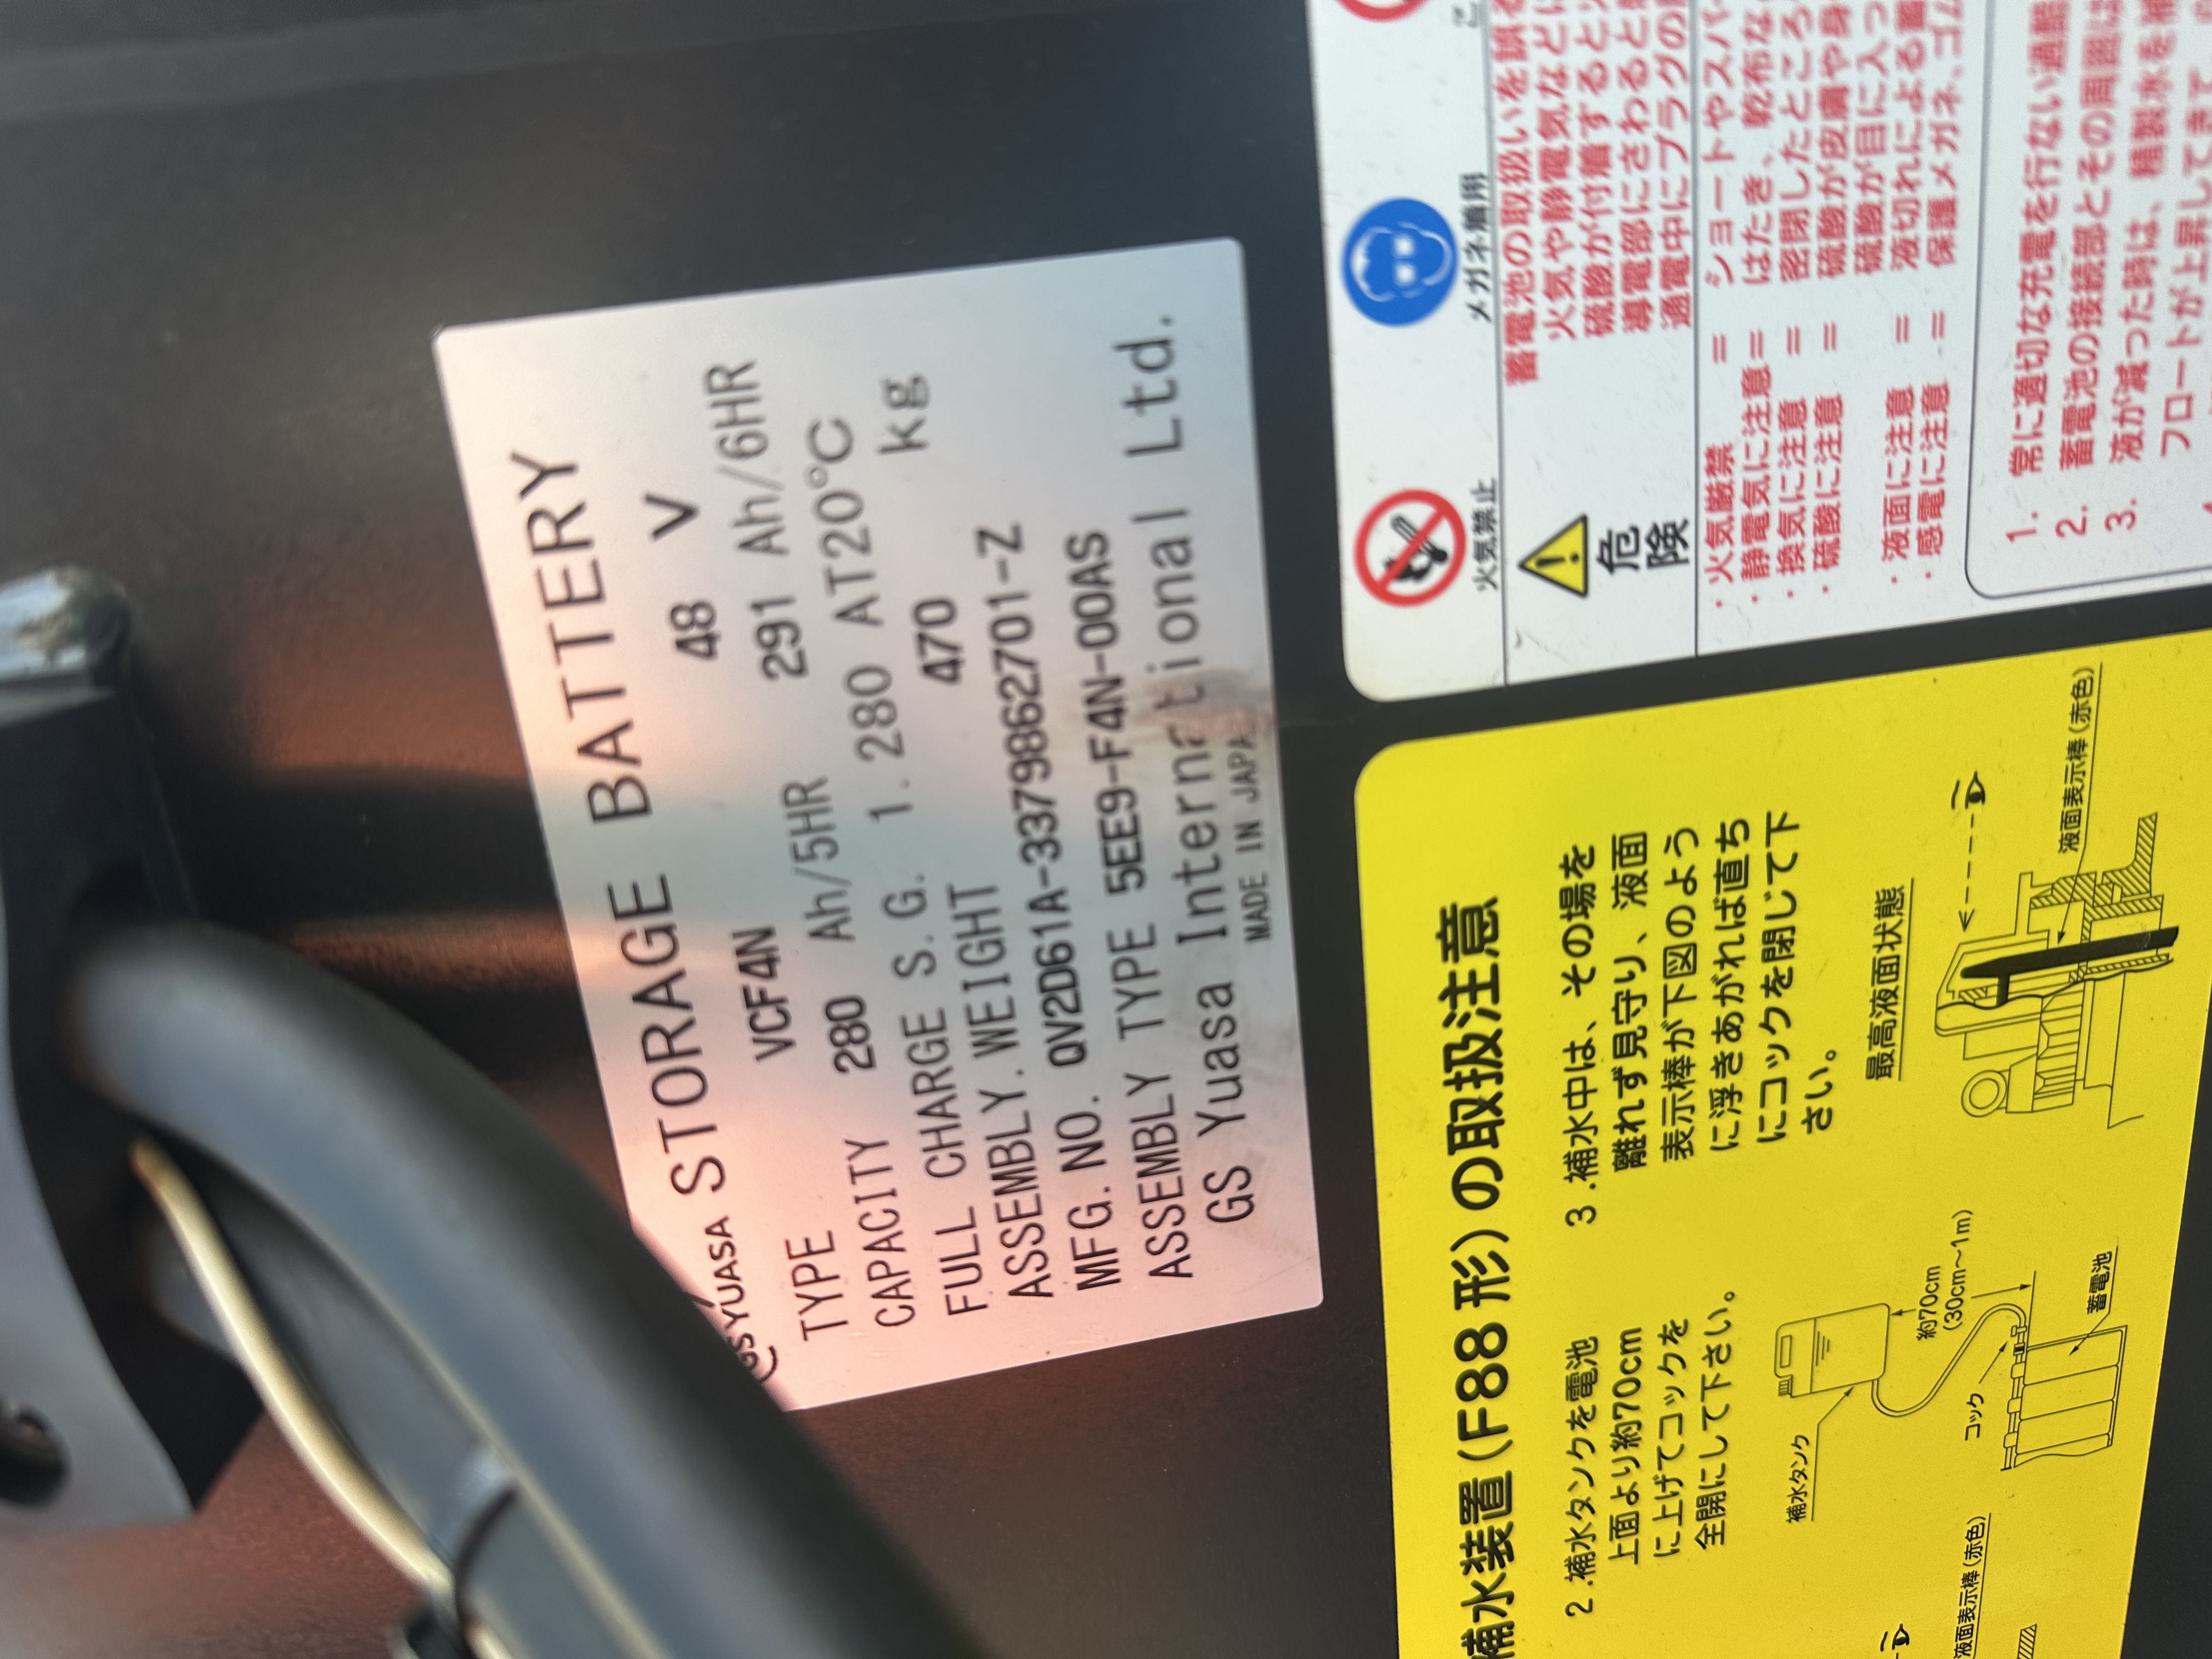 GS YUASA STORAGE BATTERY
TYPE VCF4N 48 V
CAPACITY 280 Ah/5HR 291 Ah/6HR
FULL CHARGE S.G. 1.280 AT20°C
ASSEMBLY.WEIGHT 470 kg
MFG.NO. QV2D61A-3379862701-Z
ASSEMBLY TYPE 5EE9-F4N-00AS
GS Yuasa International Ltd.
MADE IN JAPAN
火気禁止
メガネ着用
危険
蓄電池の取扱いを誤る
火気や静電気などに
硫酸が付着すると
導電部にさわると
通電中にプラグの
・火気厳禁 = ショートやスパー
・静電気に注意 = はたき、乾布な
・換気に注意 = 密閉したところ
・硫酸に注意 = 硫酸が皮膚や身
硫酸が目に入っ
・液面に注意 = 液切れによる
・感電に注意 = 保護メガネ、ゴム
1. 常に適切な充電を行ない過酷
2. 蓄電池の接続部とその周囲は
3. 液が減った時は、精製水を補
フロートが上昇してきて、
補水装置(F88形)の取扱注意
2.補水タンクを電池
上面より約70cm
に上げてコックを
全開にして下さい。
補水タンク
約70cm
(30cm~1m)
コック
蓄電池
3.補水中は、その場を
離れず見守り、液面
表示棒が下図のよう
に浮きあがれば直ち
にコックを閉じて下
さい。
最高液面状態
液面表示棒(赤色)
液面表示棒(赤色)